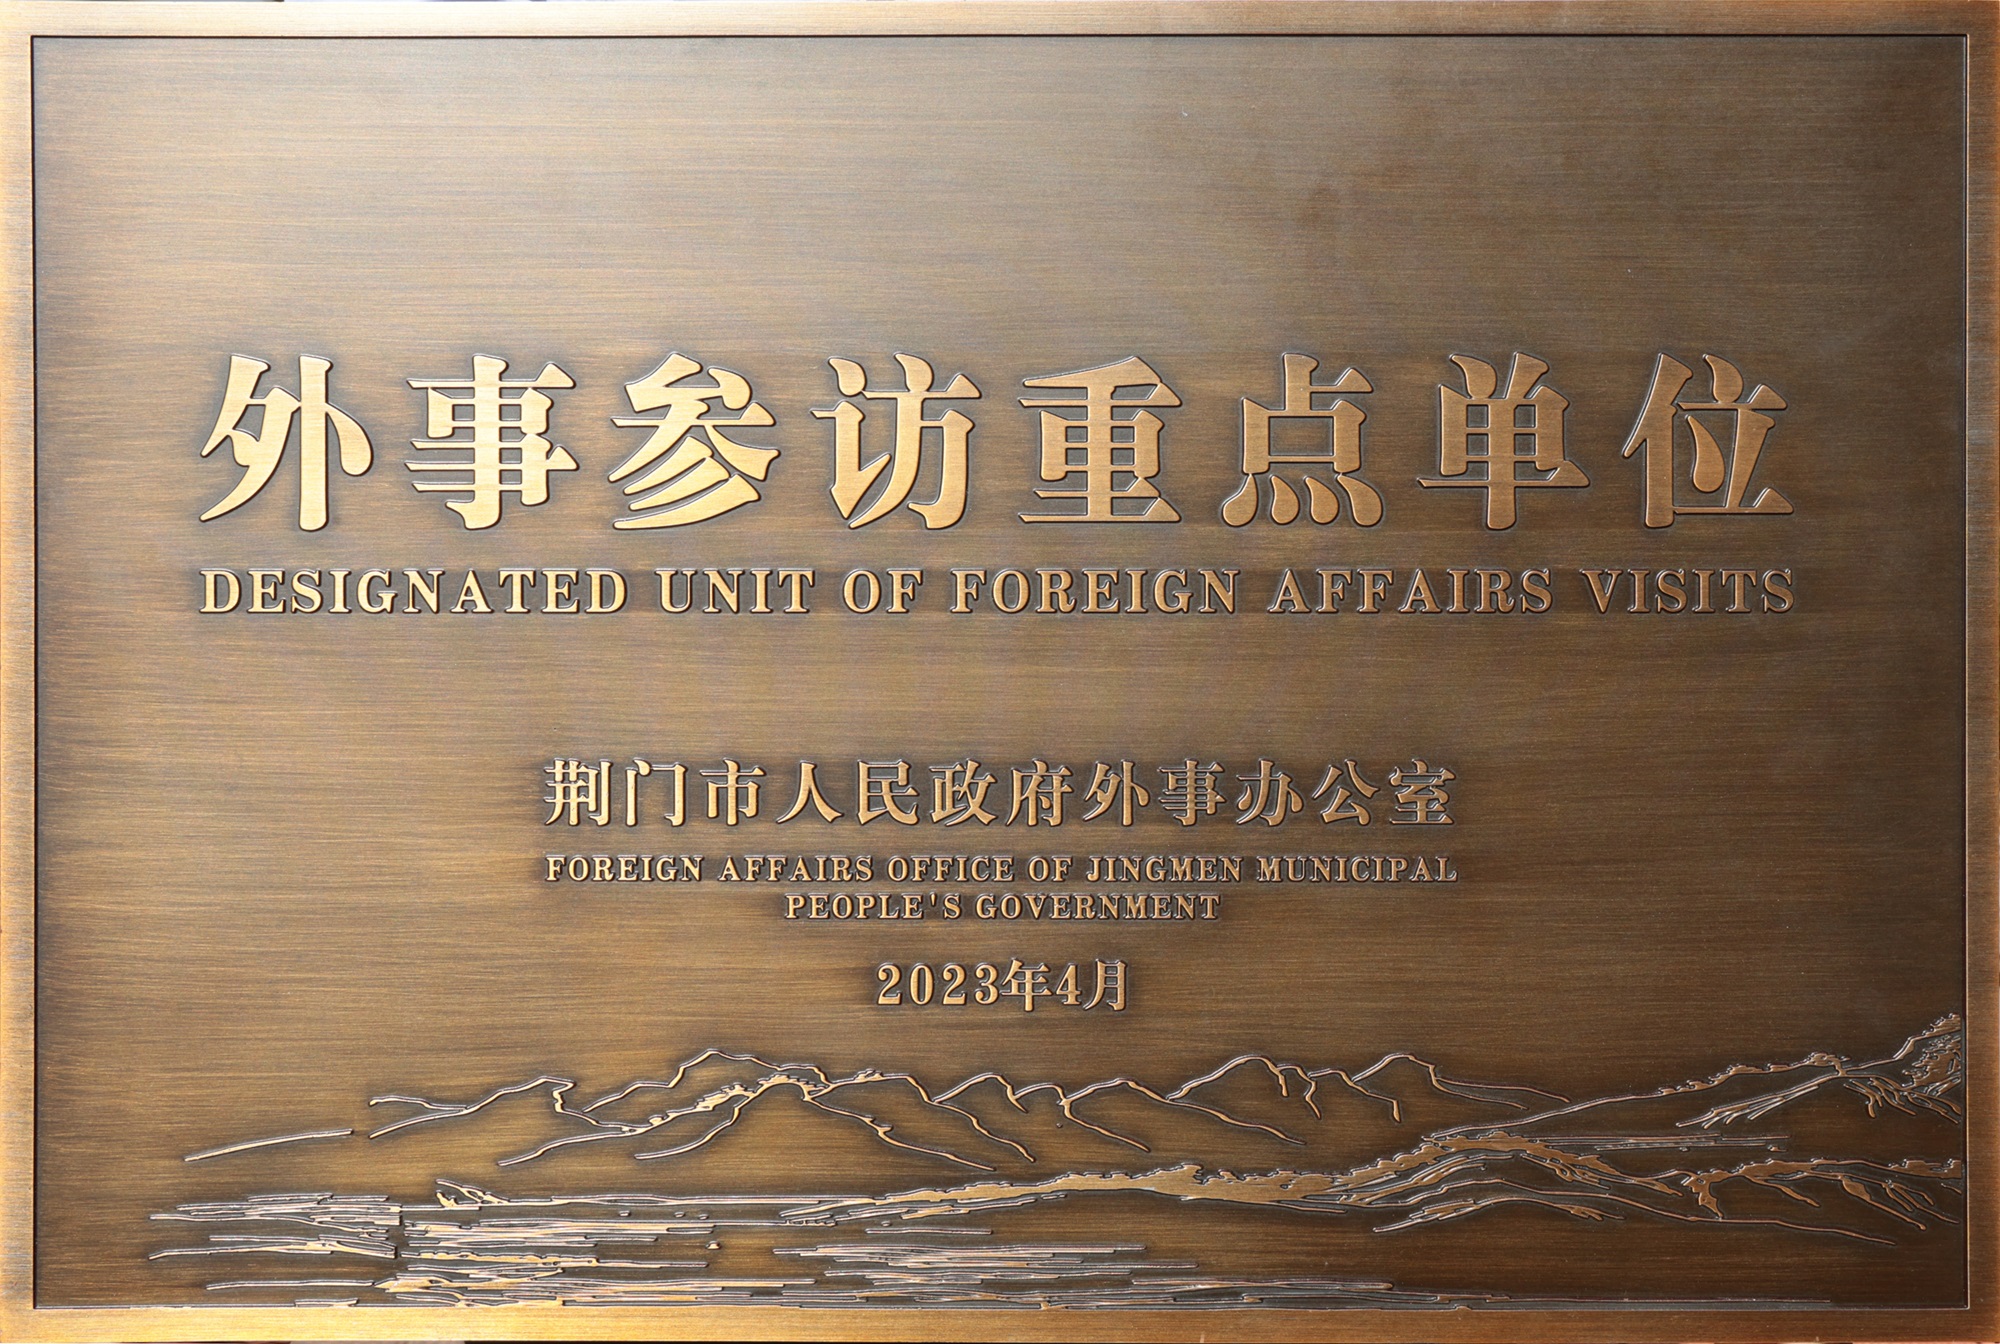 外事参访重点单位
DESIGNATED UNIT OF FOREIGN AFFAIRS VISITS
荆门市人民政府外事办公室
FOREIGN AFFAIRS OFFICE OF JINGMEN MUNICIPAL
PEOPLE'S GOVERNMENT
2023年4月